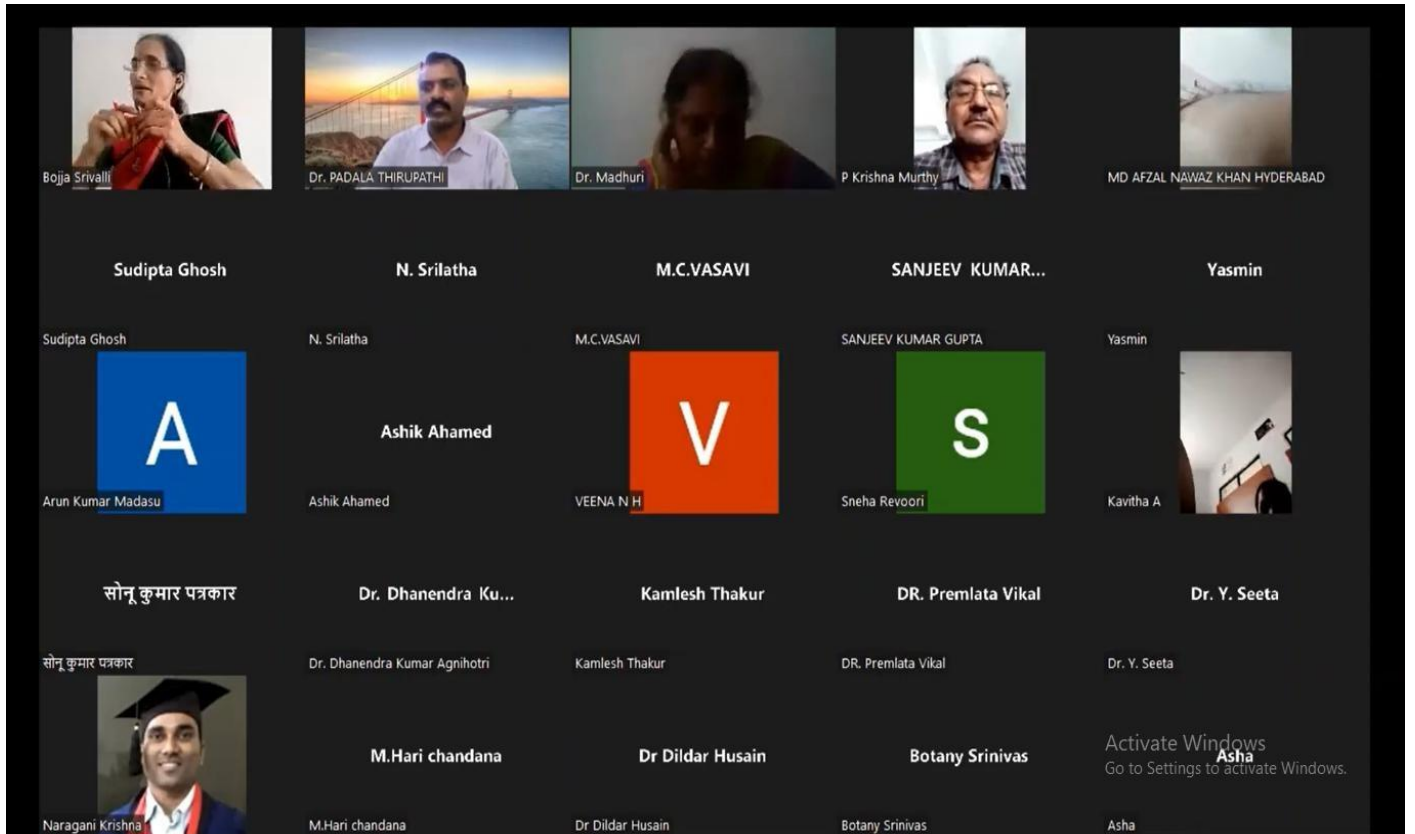 Bojja Srivalli
Dr. PADALA THIRUPATHI
Dr. Madhuri
P Krishna Murthy
MD AFZAL NAWAZ KHAN HYDERABAD
Sudipta Ghosh
N. Srilatha
M.C.VASAVI
SANJEEV KUMAR...
Yasmin
Sudipta Ghosh
N. Srilatha
M.C.VASAVI
SANJEEV KUMAR GUPTA
Yasmin
A
Ashik Ahamed
V
S
Arun Kumar Madasu
Ashik Ahamed
VEENA N H
Sneha Revoori
Kavitha A
सोनू कुमार पत्रकार
Dr. Dhanendra Ku...
Kamlesh Thakur
DR. Premlata Vikal
Dr. Y. Seeta
सोनू कुमार पत्रकार
Dr. Dhanendra Kumar Agnihotri
Kamlesh Thakur
DR. Premlata Vikal
Dr. Y. Seeta
M.Hari chandana
Dr Dildar Husain
Botany Srinivas
Asha
Activate Windows
Go to Settings to activate Windows.
Naragani Krishna
M.Hari chandana
Dr Dildar Husain
Botany Srinivas
Asha